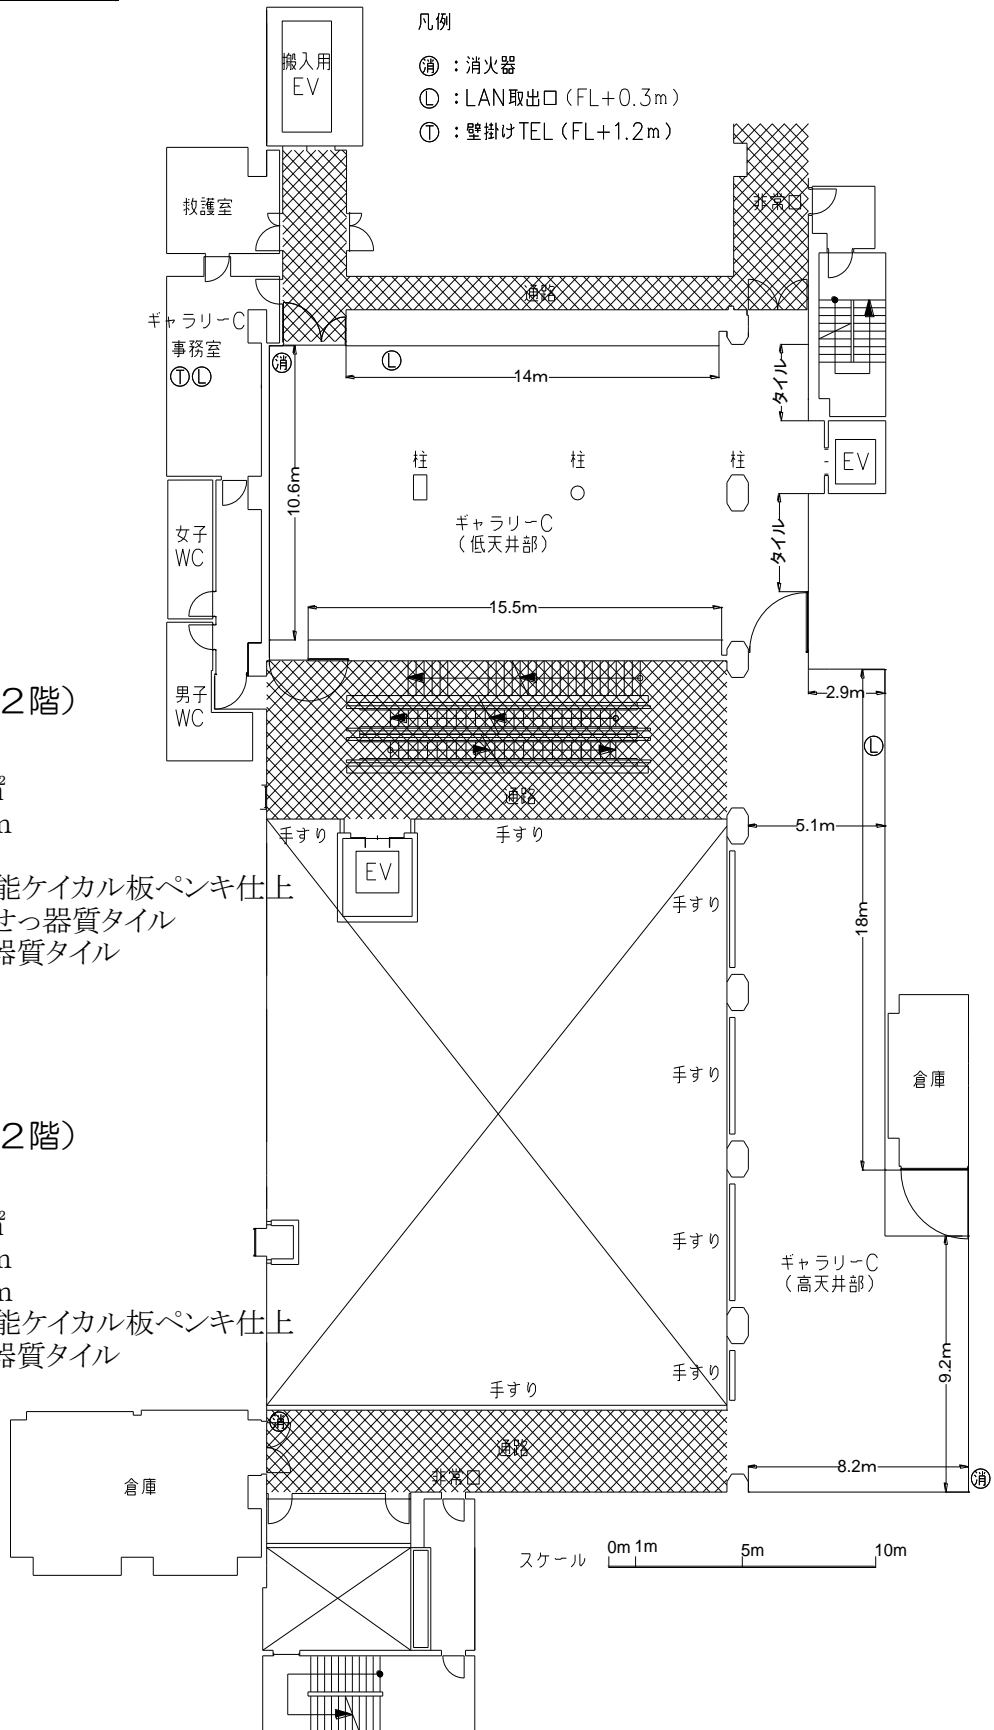 凡例
消 : 消火器
L : LAN取出口（FL+0.3m）
T : 壁掛けTEL（FL+1.2m）
搬入用
EV
救護室
非常口
通路
ギャラリーC
事務室
T L
消
L
14m
タイル
柱
柱
柱
EV
10.6m
ギャラリーC
（低天井部）
タイル
女子
WC
15.5m
男子
WC
2.9m
２階）
L
㎡
m
通路
手すり
手すり
5.1m
EV
能ケイカル板ペンキ仕上
せっ器質タイル
器質タイル
手すり
18m
手すり
倉庫
２階）
㎡
m
m
能ケイカル板ペンキ仕上
器質タイル
手すり
ギャラリーC
（高天井部）
手すり
9.2m
手すり
消
通路
非常口
倉庫
8.2m
消
スケール
0m 1m 5m 10m